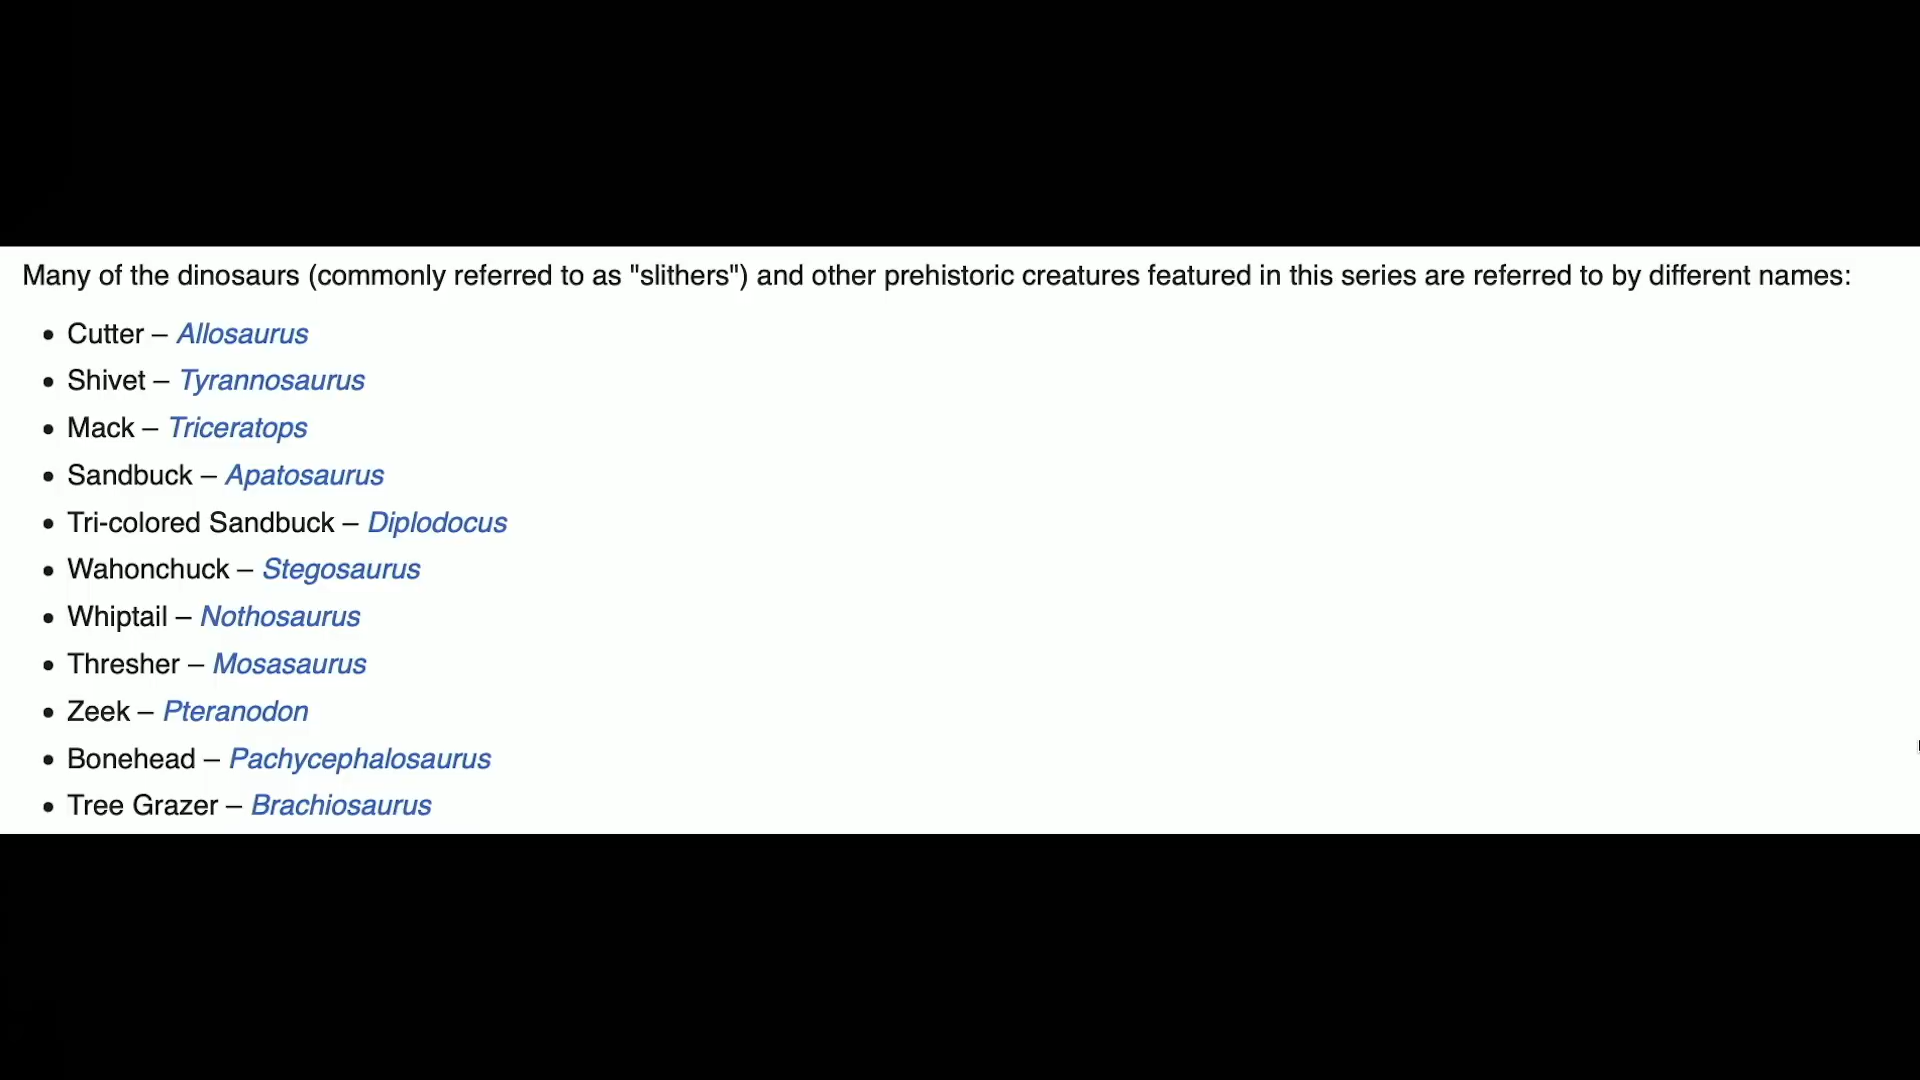 Many of the dinosaurs (commonly referred to as "slithers") and other prehistoric creatures featured in this series are referred to by different names:
• Cutter – Allosaurus
• Shivet – Tyrannosaurus
• Mack – Triceratops
• Sandbuck – Apatosaurus
• Tri-colored Sandbuck – Diplodocus
• Wahonchuck – Stegosaurus
• Whiptail – Nothosaurus
• Thresher – Mosasaurus
• Zeek – Pteranodon
• Bonehead – Pachycephalosaurus
• Tree Grazer – Brachiosaurus